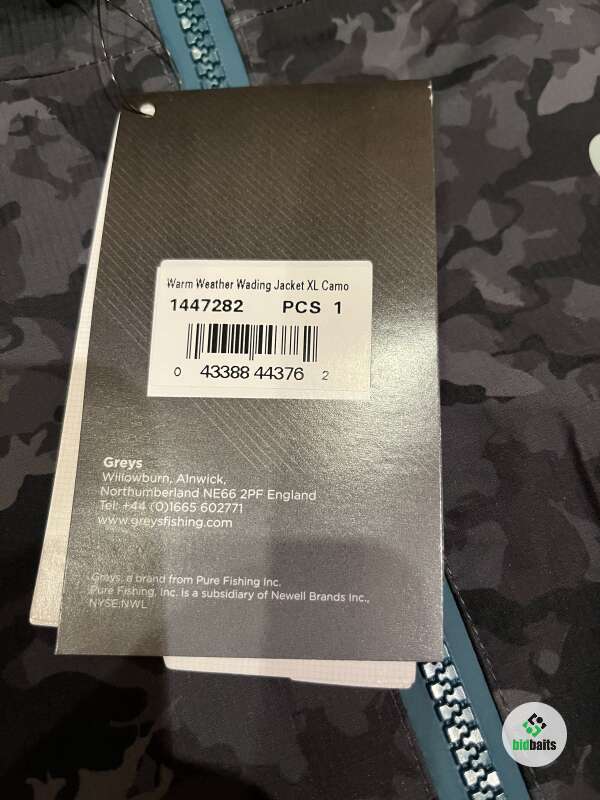 Warm Weather Wading Jacket XL Camo
1447282 PCS 1
0 43388 44376 2
Greys
Willowburn, Alnwick,
Northumberland NE66 2PF England
Tel: +44 (0)1665 602771
www.greysfishing.com
Greys, a brand from Pure Fishing Inc.
Pure Fishing, Inc. is a subsidiary of Newell Brands Inc.,
NYSE:NWL
bidbaits